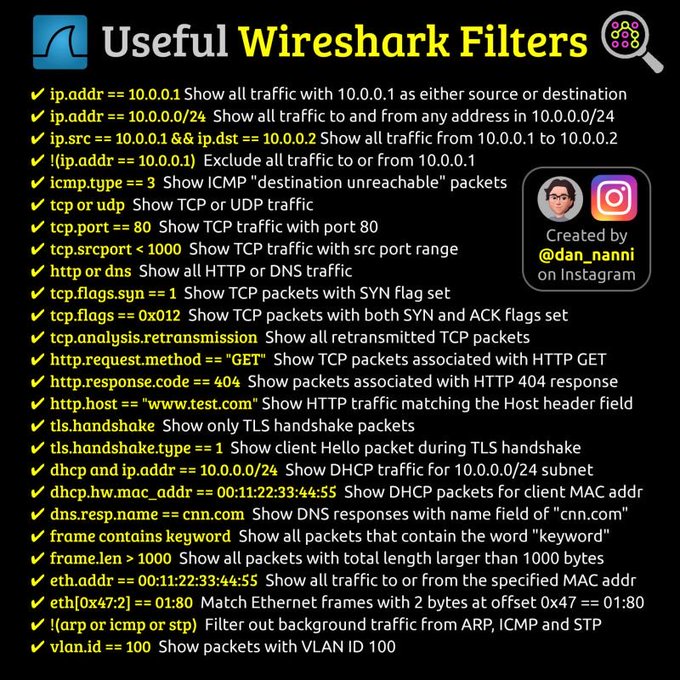 Useful Wireshark Filters
✔ ip.addr == 10.0.0.1 Show all traffic with 10.0.0.1 as either source or destination
✔ ip.addr == 10.0.0.0/24 Show all traffic to and from any address in 10.0.0.0/24
✔ ip.src == 10.0.0.1 && ip.dst == 10.0.0.2 Show all traffic from 10.0.0.1 to 10.0.0.2
✔ !(ip.addr == 10.0.0.1) Exclude all traffic to or from 10.0.0.1
✔ icmp.type == 3 Show ICMP "destination unreachable" packets
✔ tcp or udp Show TCP or UDP traffic
✔ tcp.port == 80 Show TCP traffic with port 80
✔ tcp.srcport < 1000 Show TCP traffic with src port range
✔ http or dns Show all HTTP or DNS traffic
✔ tcp.flags.syn == 1 Show TCP packets with SYN flag set
✔ tcp.flags == 0x012 Show TCP packets with both SYN and ACK flags set
✔ tcp.analysis.retransmission Show all retransmitted TCP packets
✔ http.request.method == "GET" Show TCP packets associated with HTTP GET
✔ http.response.code == 404 Show packets associated with HTTP 404 response
✔ http.host == "www.test.com" Show HTTP traffic matching the Host header field
✔ tls.handshake Show only TLS handshake packets
✔ tls.handshake.type == 1 Show client Hello packet during TLS handshake
✔ dhcp and ip.addr == 10.0.0.0/24 Show DHCP traffic for 10.0.0.0/24 subnet
✔ dhcp.hw.mac_addr == 00:11:22:33:44:55 Show DHCP packets for client MAC addr
✔ dns.resp.name == cnn.com Show DNS responses with name field of "cnn.com"
✔ frame contains keyword Show all packets that contain the word "keyword"
✔ frame.len > 1000 Show all packets with total length larger than 1000 bytes
✔ eth.addr == 00:11:22:33:44:55 Show all traffic to or from the specified MAC addr
✔ eth[0x47:2] == 01:80 Match Ethernet frames with 2 bytes at offset 0x47 == 01:80
✔ !(arp or icmp or stp) Filter out background traffic from ARP, ICMP and STP
✔ vlan.id == 100 Show packets with VLAN ID 100
Created by
@dan_nanni
on Instagram